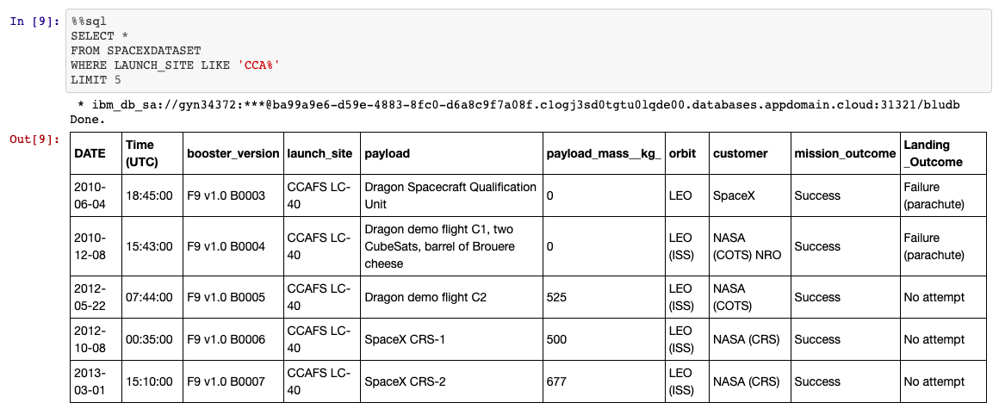 In [9]:
%%sql
SELECT *
FROM SPACEXDATASET
WHERE LAUNCH_SITE LIKE 'CCA%'
LIMIT 5
* ibm_db_sa://gyn34372:***@ba99a9e6-d59e-4883-8fc0-d6a8c9f7a08f.c1ogj3sd0tgtu0lqde00.databases.appdomain.cloud:31321/bludb
Done.
Out[9]:
DATE Time (UTC) booster_version launch_site payload payload_mass__kg_ orbit customer mission_outcome Landing _Outcome
2010-06-04 18:45:00 F9 v1.0 B0003 CCAFS LC-40 Dragon Spacecraft Qualification Unit 0 LEO SpaceX Success Failure (parachute)
2010-12-08 15:43:00 F9 v1.0 B0004 CCAFS LC-40 Dragon demo flight C1, two CubeSats, barrel of Brouere cheese 0 LEO (ISS) NASA (COTS) NRO Success Failure (parachute)
2012-05-22 07:44:00 F9 v1.0 B0005 CCAFS LC-40 Dragon demo flight C2 525 LEO (ISS) NASA (COTS) Success No attempt
2012-10-08 00:35:00 F9 v1.0 B0006 CCAFS LC-40 SpaceX CRS-1 500 LEO (ISS) NASA (CRS) Success No attempt
2013-03-01 15:10:00 F9 v1.0 B0007 CCAFS LC-40 SpaceX CRS-2 677 LEO (ISS) NASA (CRS) Success No attempt